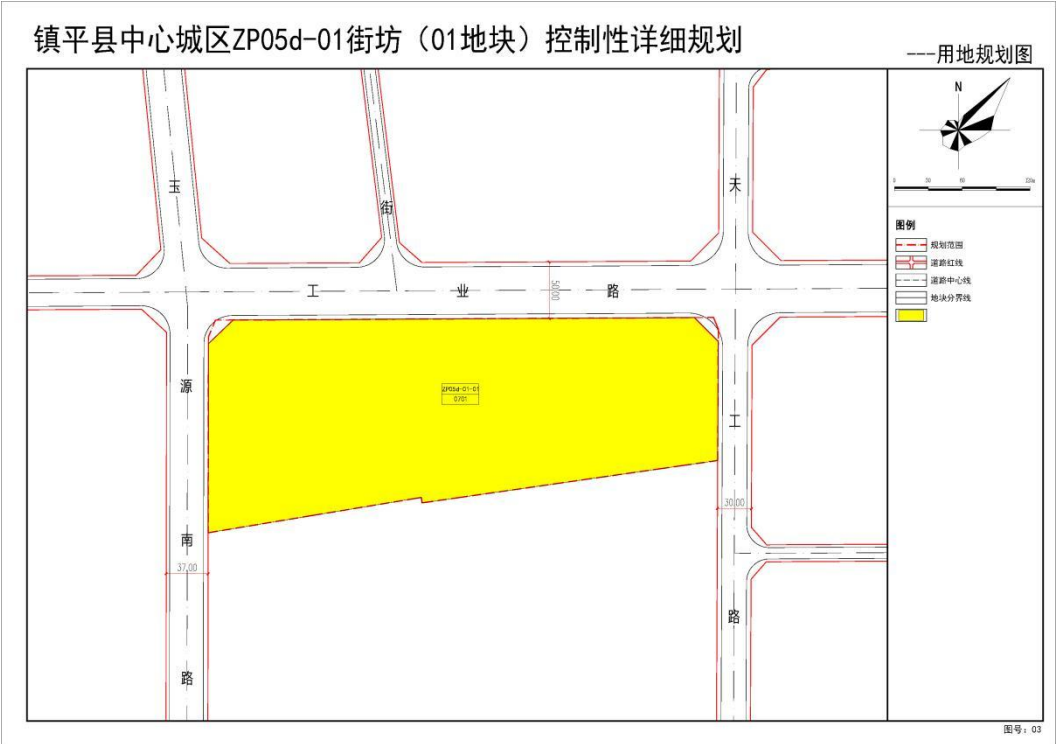 镇平县中心城区ZP05d-01街坊（01地块）控制性详细规划
---用地规划图
N
玉
街
天
工 业 路
50.00
图例
规划范围
道路红线
道路中心线
地块分界线
ZP05d-01-01
0701
源
工
30.00
南
37.00
路
路
图号：03